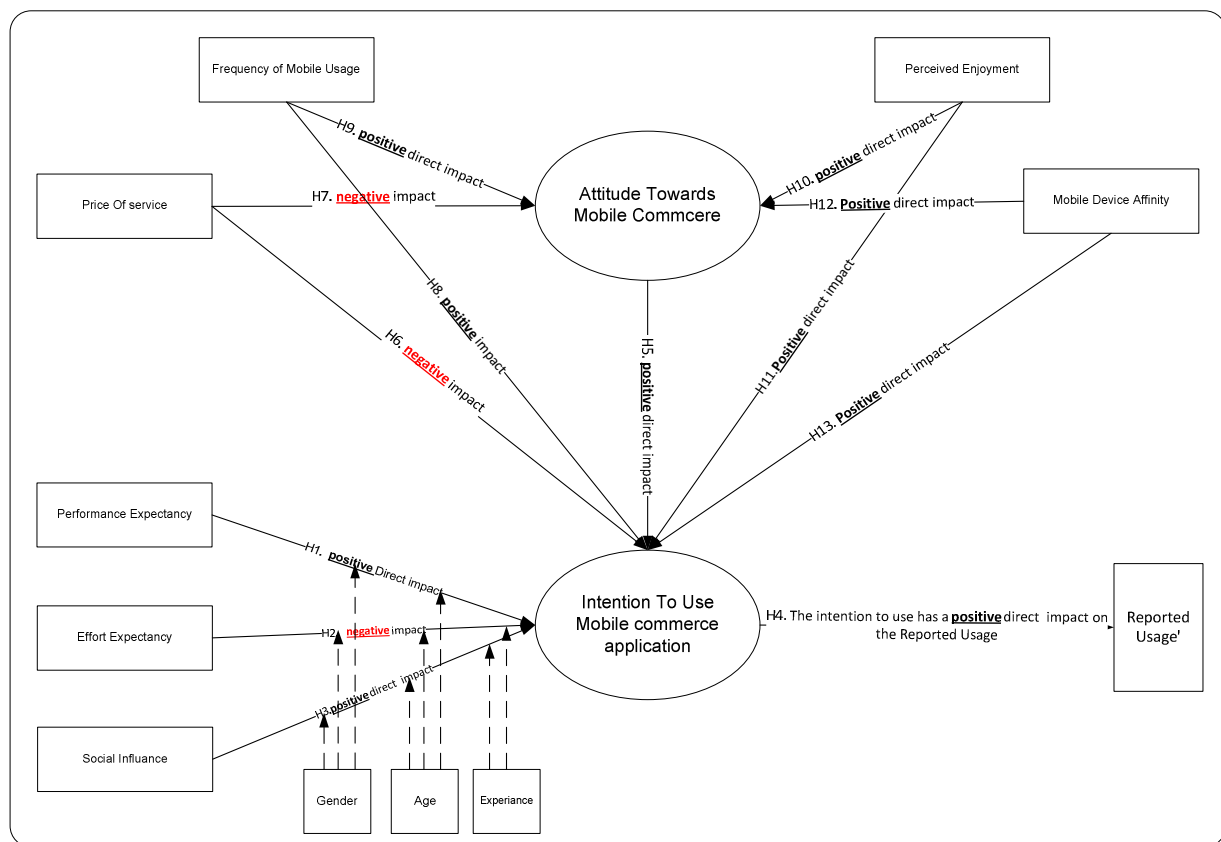 Frequency of Mobile Usage
Perceived Enjoyment
H9. positive direct impact
H10. positive direct impact
Price Of service
H7. negative impact
Attitude Towards
Mobile Commcere
H12. Positive direct impact
Mobile Device Affinity
H8. positive impact
H6. negative impact
H5. positive direct impact
H11.Positive direct impact
H13. Positive direct impact
Performance Expectancy
H1. positive Direct impact
Effort Expectancy
H2 negative impact
Intention To Use
Mobile commerce
application
H4. The intention to use has a positive direct impact on
the Reported Usage
Reported
Usage'
H3.positive direct impact
Social Influence
Gender
Age
Experiance